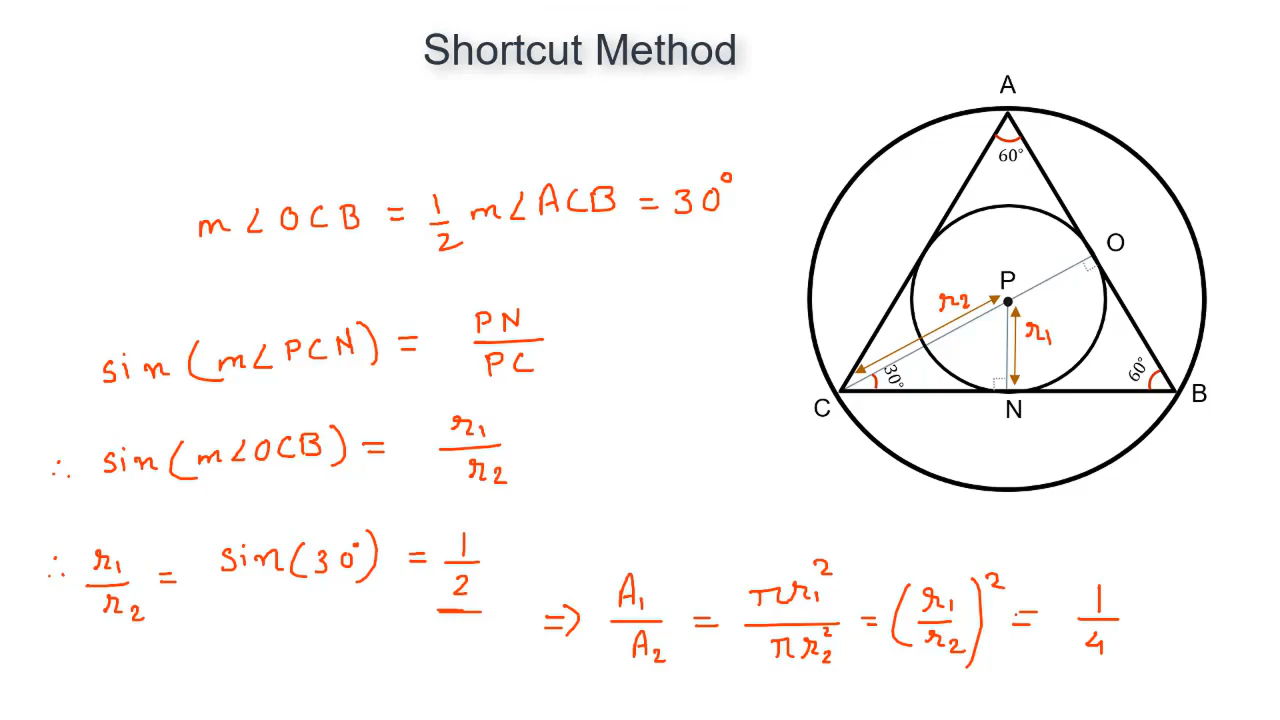 Shortcut Method
m∠OCB = 1/2 m∠ACB = 30°
sin(m∠PCN) = PN/PC
∴ sin(m∠OCB) = r₁/r₂
∴ r₁/r₂ = sin(30°) = 1/2
⇒ A₁/A₂ = πr₁²/πr₂² = (r₁/r₂)² = 1/4
A
60°
O
P
r₂
r₁
30°
60°
C
N
B